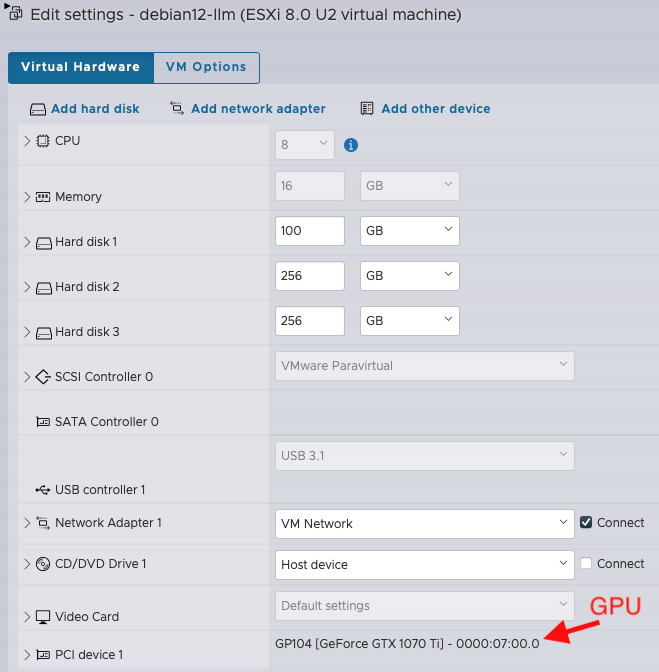 Edit settings - debian12-llm (ESXi 8.0 U2 virtual machine)
Virtual Hardware
VM Options
Add hard disk
Add network adapter
Add other device
CPU
8
i
Memory
16
GB
Hard disk 1
100
GB
Hard disk 2
256
GB
Hard disk 3
256
GB
SCSI Controller 0
VMware Paravirtual
SATA Controller 0
USB controller 1
USB 3.1
Network Adapter 1
VM Network
Connect
CD/DVD Drive 1
Host device
Connect
Video Card
Default settings
GPU
PCI device 1
GP104 [GeForce GTX 1070 Ti] - 0000:07:00.0